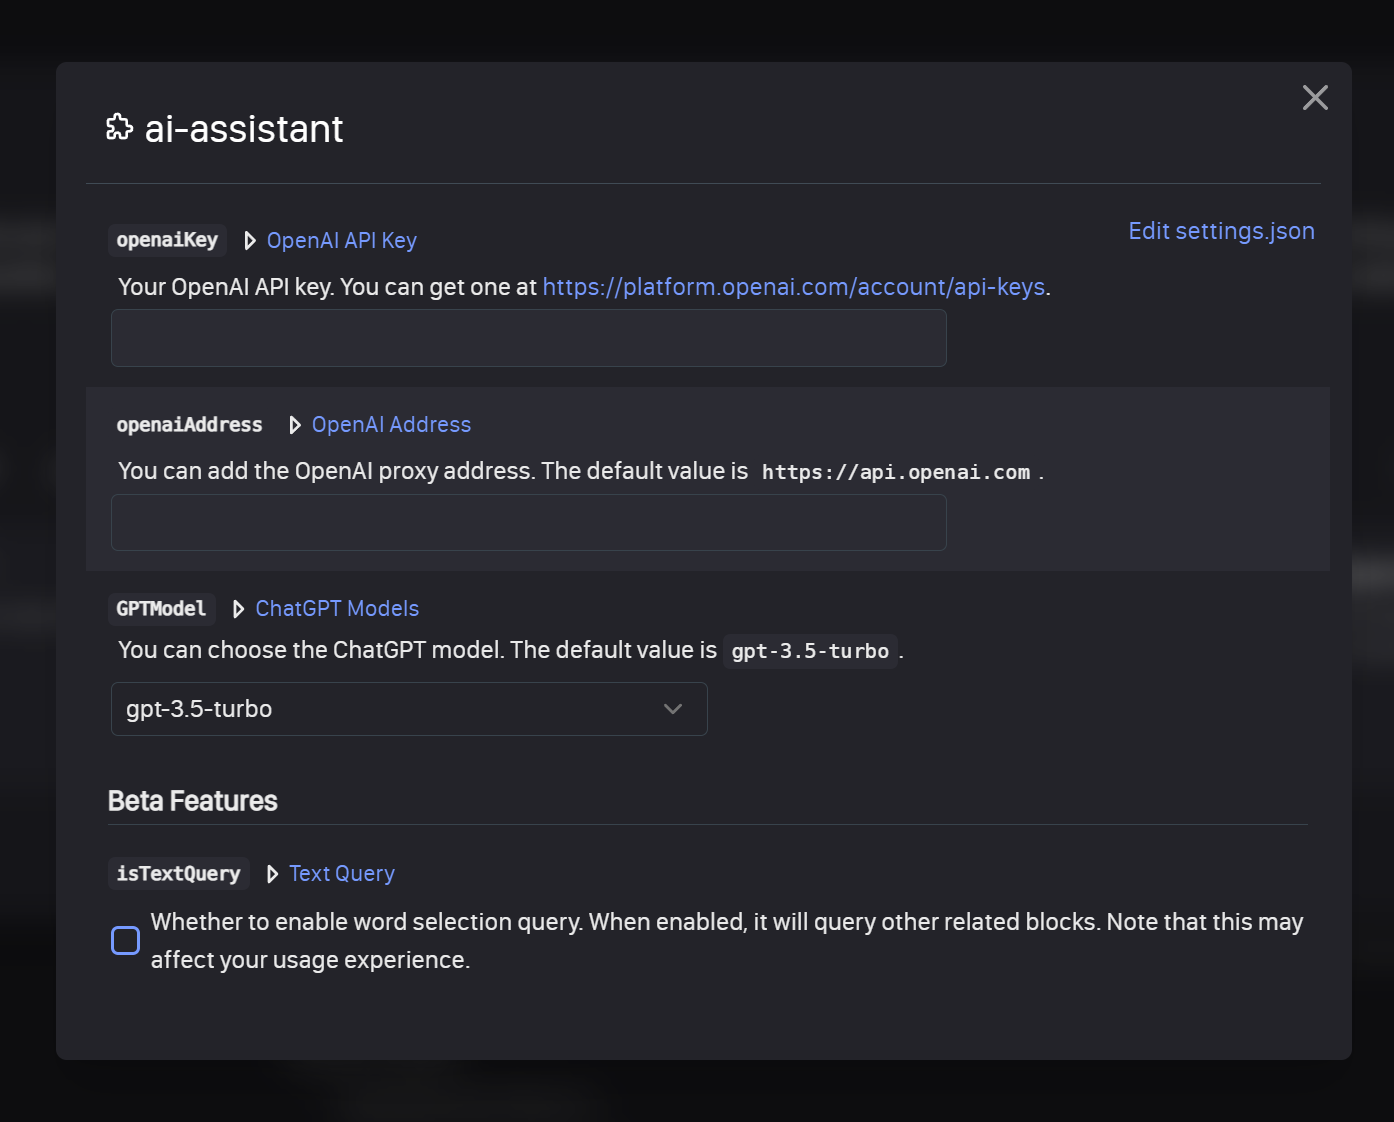 ai-assistant
Edit settings.json
openaiKey OpenAI API Key
Your OpenAI API key. You can get one at https://platform.openai.com/account/api-keys.
openaiAddress OpenAI Address
You can add the OpenAI proxy address. The default value is https://api.openai.com .
GPTModel ChatGPT Models
You can choose the ChatGPT model. The default value is gpt-3.5-turbo .
gpt-3.5-turbo
Beta Features
isTextQuery Text Query
Whether to enable word selection query. When enabled, it will query other related blocks. Note that this may
affect your usage experience.